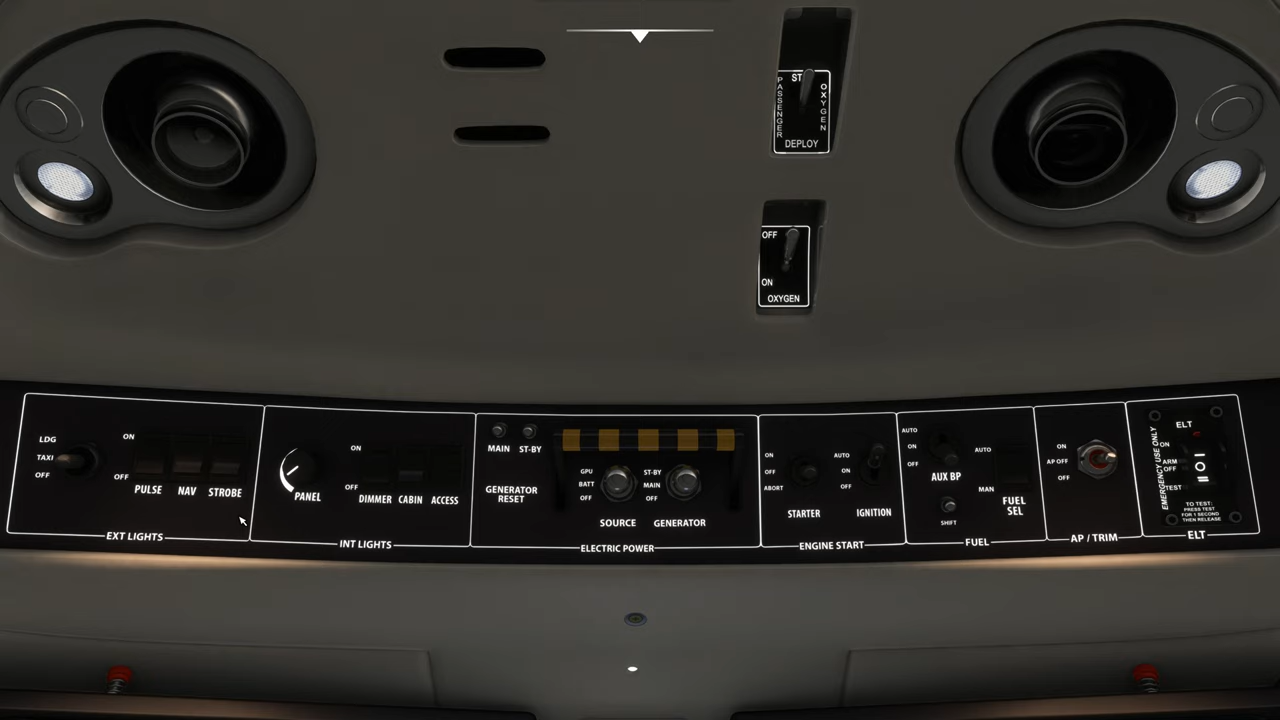 PASSENGER
ST
OXYGEN
DEPLOY
OFF
ON
OXYGEN
LDG
TAXI
OFF
ON
OFF
PULSE
NAV
STROBE
EXT LIGHTS
PANEL
ON
OFF
DIMMER
CABIN
ACCESS
INT LIGHTS
MAIN
ST-BY
GENERATOR
RESET
GPU
BATT
OFF
SOURCE
ST-BY
MAIN
OFF
GENERATOR
ELECTRIC POWER
ON
OFF
ABORT
STARTER
AUTO
ON
OFF
IGNITION
ENGINE START
AUTO
ON
OFF
AUX BP
SHIFT
AUTO
MAN
FUEL
SEL
FUEL
ON
AP OFF
OFF
AP / TRIM
EMERGENCY USE ONLY
ELT
ON
ARM
OFF
TEST
TO TEST:
PRESS TEST
FOR 1 SECOND
THEN RELEASE
ELT